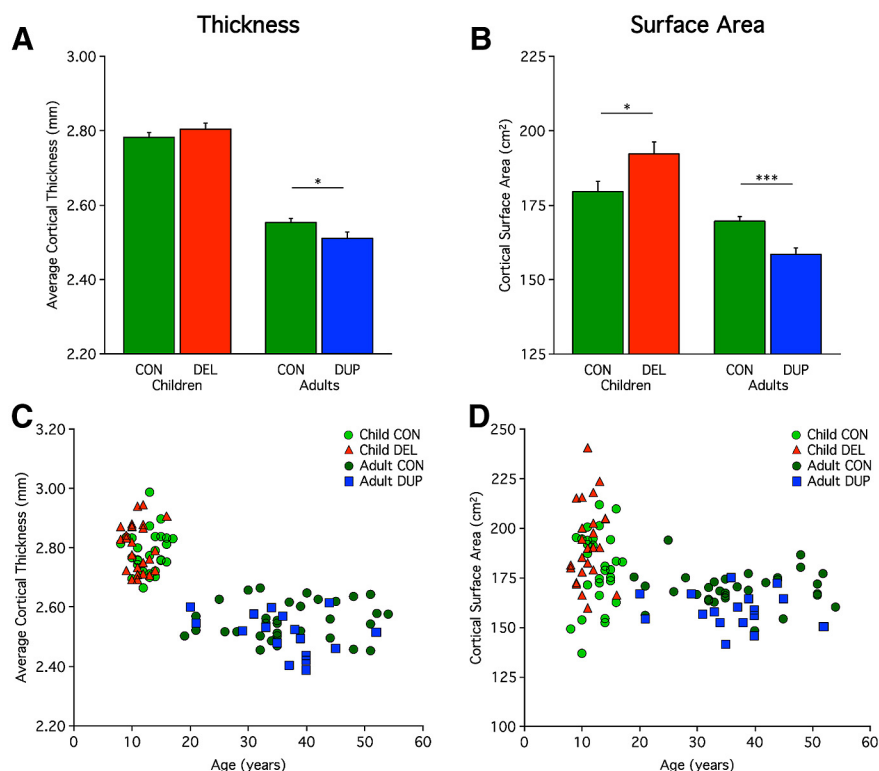 A
Thickness
Average Cortical Thickness (mm)
3.00
2.80
2.60
2.40
2.20
*
CON
DEL
CON
DUP
Children
Adults
B
Surface Area
Cortical Surface Area (cm²)
225
200
175
150
125
*
***
CON
DEL
CON
DUP
Children
Adults
C
Average Cortical Thickness (mm)
3.20
3.00
2.80
2.60
2.40
2.20
Child CON
Child DEL
Adult CON
Adult DUP
0
10
20
30
40
50
60
Age (years)
D
Cortical Surface Area (cm²)
250
225
200
175
150
125
100
Child CON
Child DEL
Adult CON
Adult DUP
0
10
20
30
40
50
60
Age (years)